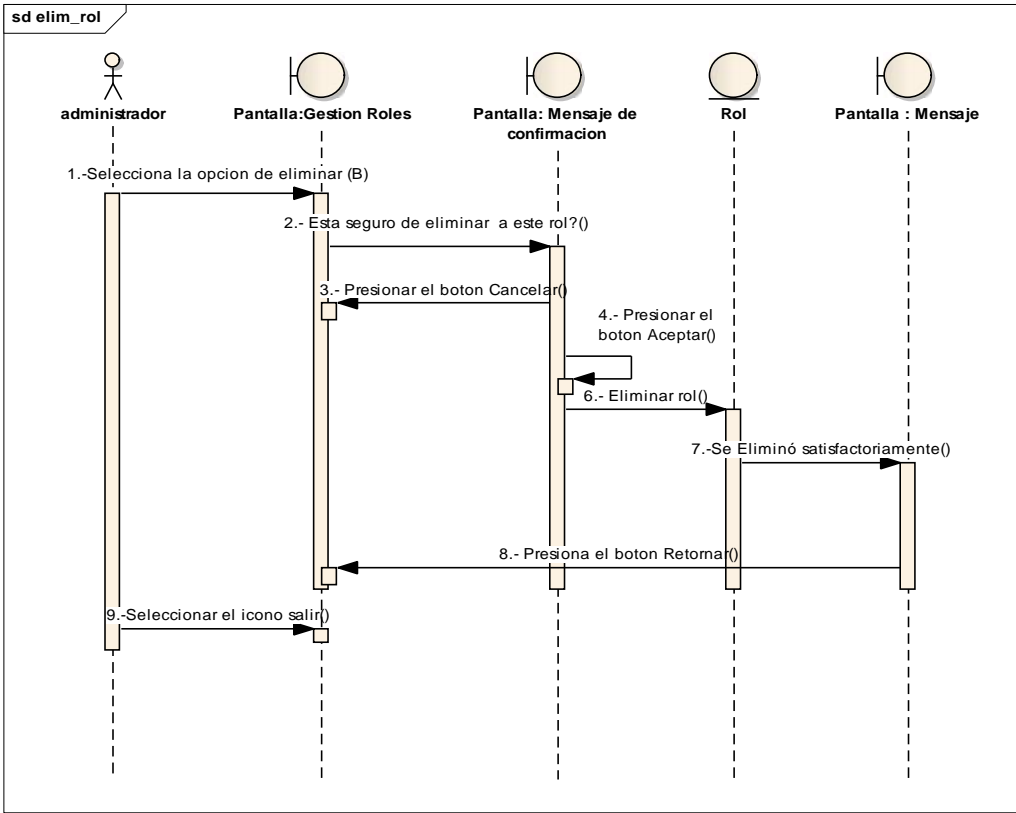 sd elim_rol
administrador
Pantalla:Gestion Roles
Pantalla: Mensaje de
confirmacion
Rol
Pantalla : Mensaje
1.-Selecciona la opcion de eliminar (B)
2.- Esta seguro de eliminar a este rol?()
3.- Presionar el boton Cancelar()
4.- Presionar el
boton Aceptar()
6.- Eliminar rol()
7.-Se Eliminó satisfactoriamente()
8.- Presiona el boton Retornar()
9.-Seleccionar el icono salir()